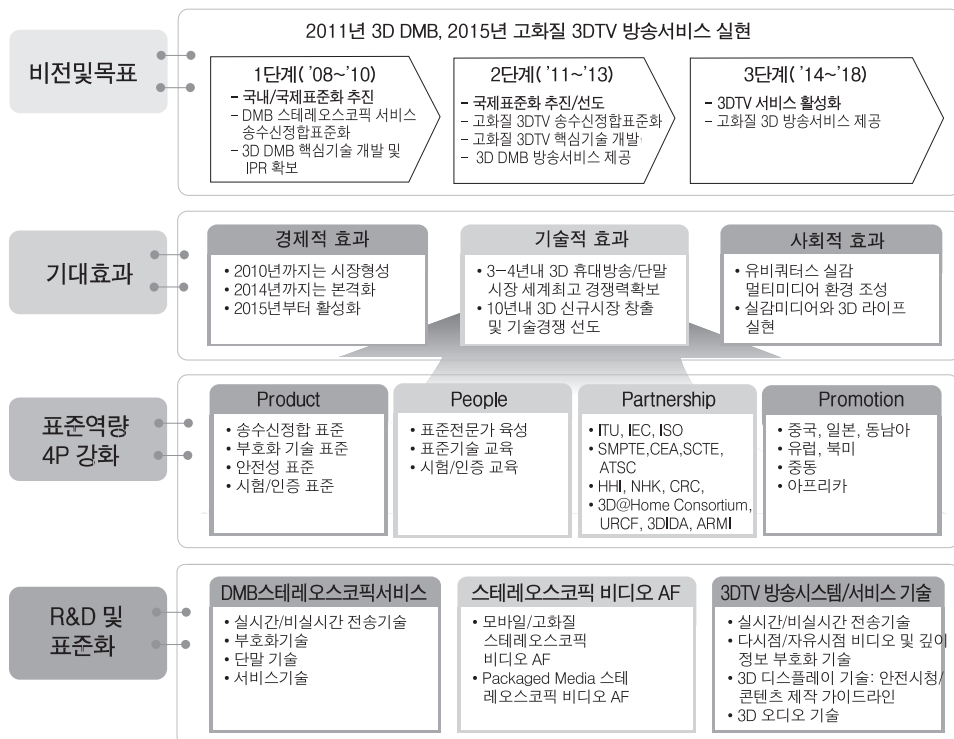 비전및목표
2011년 3D DMB, 2015년 고화질 3DTV 방송서비스 실현
1단계('08~'10)
– 국내/국제표준화 추진
– DMB 스테레오스코픽 서비스
송수신정합표준화
– 3D DMB 핵심기술 개발 및
IPR 확보
2단계('11~'13)
– 국제표준화 추진/선도
– 고화질 3DTV 송수신정합표준화
– 고화질 3DTV 핵심기술 개발
– 3D DMB 방송서비스 제공
3단계('14~'18)
– 3DTV 서비스 활성화
– 고화질 3D 방송서비스 제공
기대효과
경제적 효과
• 2010년까지는 시장형성
• 2014년까지는 본격화
• 2015년부터 활성화
기술적 효과
• 3-4년내 3D 휴대방송/단말
시장 세계최고 경쟁력확보
• 10년내 3D 신규시장 창출
및 기술경쟁 선도
사회적 효과
• 유비쿼터스 실감
멀티미디어 환경 조성
• 실감미디어와 3D 라이프
실현
표준역량
4P 강화
Product
• 송수신정합 표준
• 부호화 기술 표준
• 안전성 표준
• 시험/인증 표준
People
• 표준전문가 육성
• 표준기술 교육
• 시험/인증 교육
Partnership
• ITU, IEC, ISO
• SMPTE,CEA,SCTE,
ATSC
• HHI, NHK, CRC,
• 3D@Home Consortium,
URCF, 3DIDA, ARMI
Promotion
• 중국, 일본, 동남아
• 유럽, 북미
• 중동
• 아프리카
R&D 및
표준화
DMB스테레오스코픽서비스
• 실시간/비실시간 전송기술
• 부호화기술
• 단말 기술
• 서비스기술
스테레오스코픽 비디오 AF
• 모바일/고화질
스테레오스코픽
비디오 AF
• Packaged Media 스테
레오스코픽 비디오 AF
3DTV 방송시스템/서비스 기술
• 실시간/비실시간 전송기술
• 다시점/자유시점 비디오 및 깊이
정보 부호화 기술
• 3D 디스플레이 기술: 안전시청/
콘텐츠 제작 가이드라인
• 3D 오디오 기술